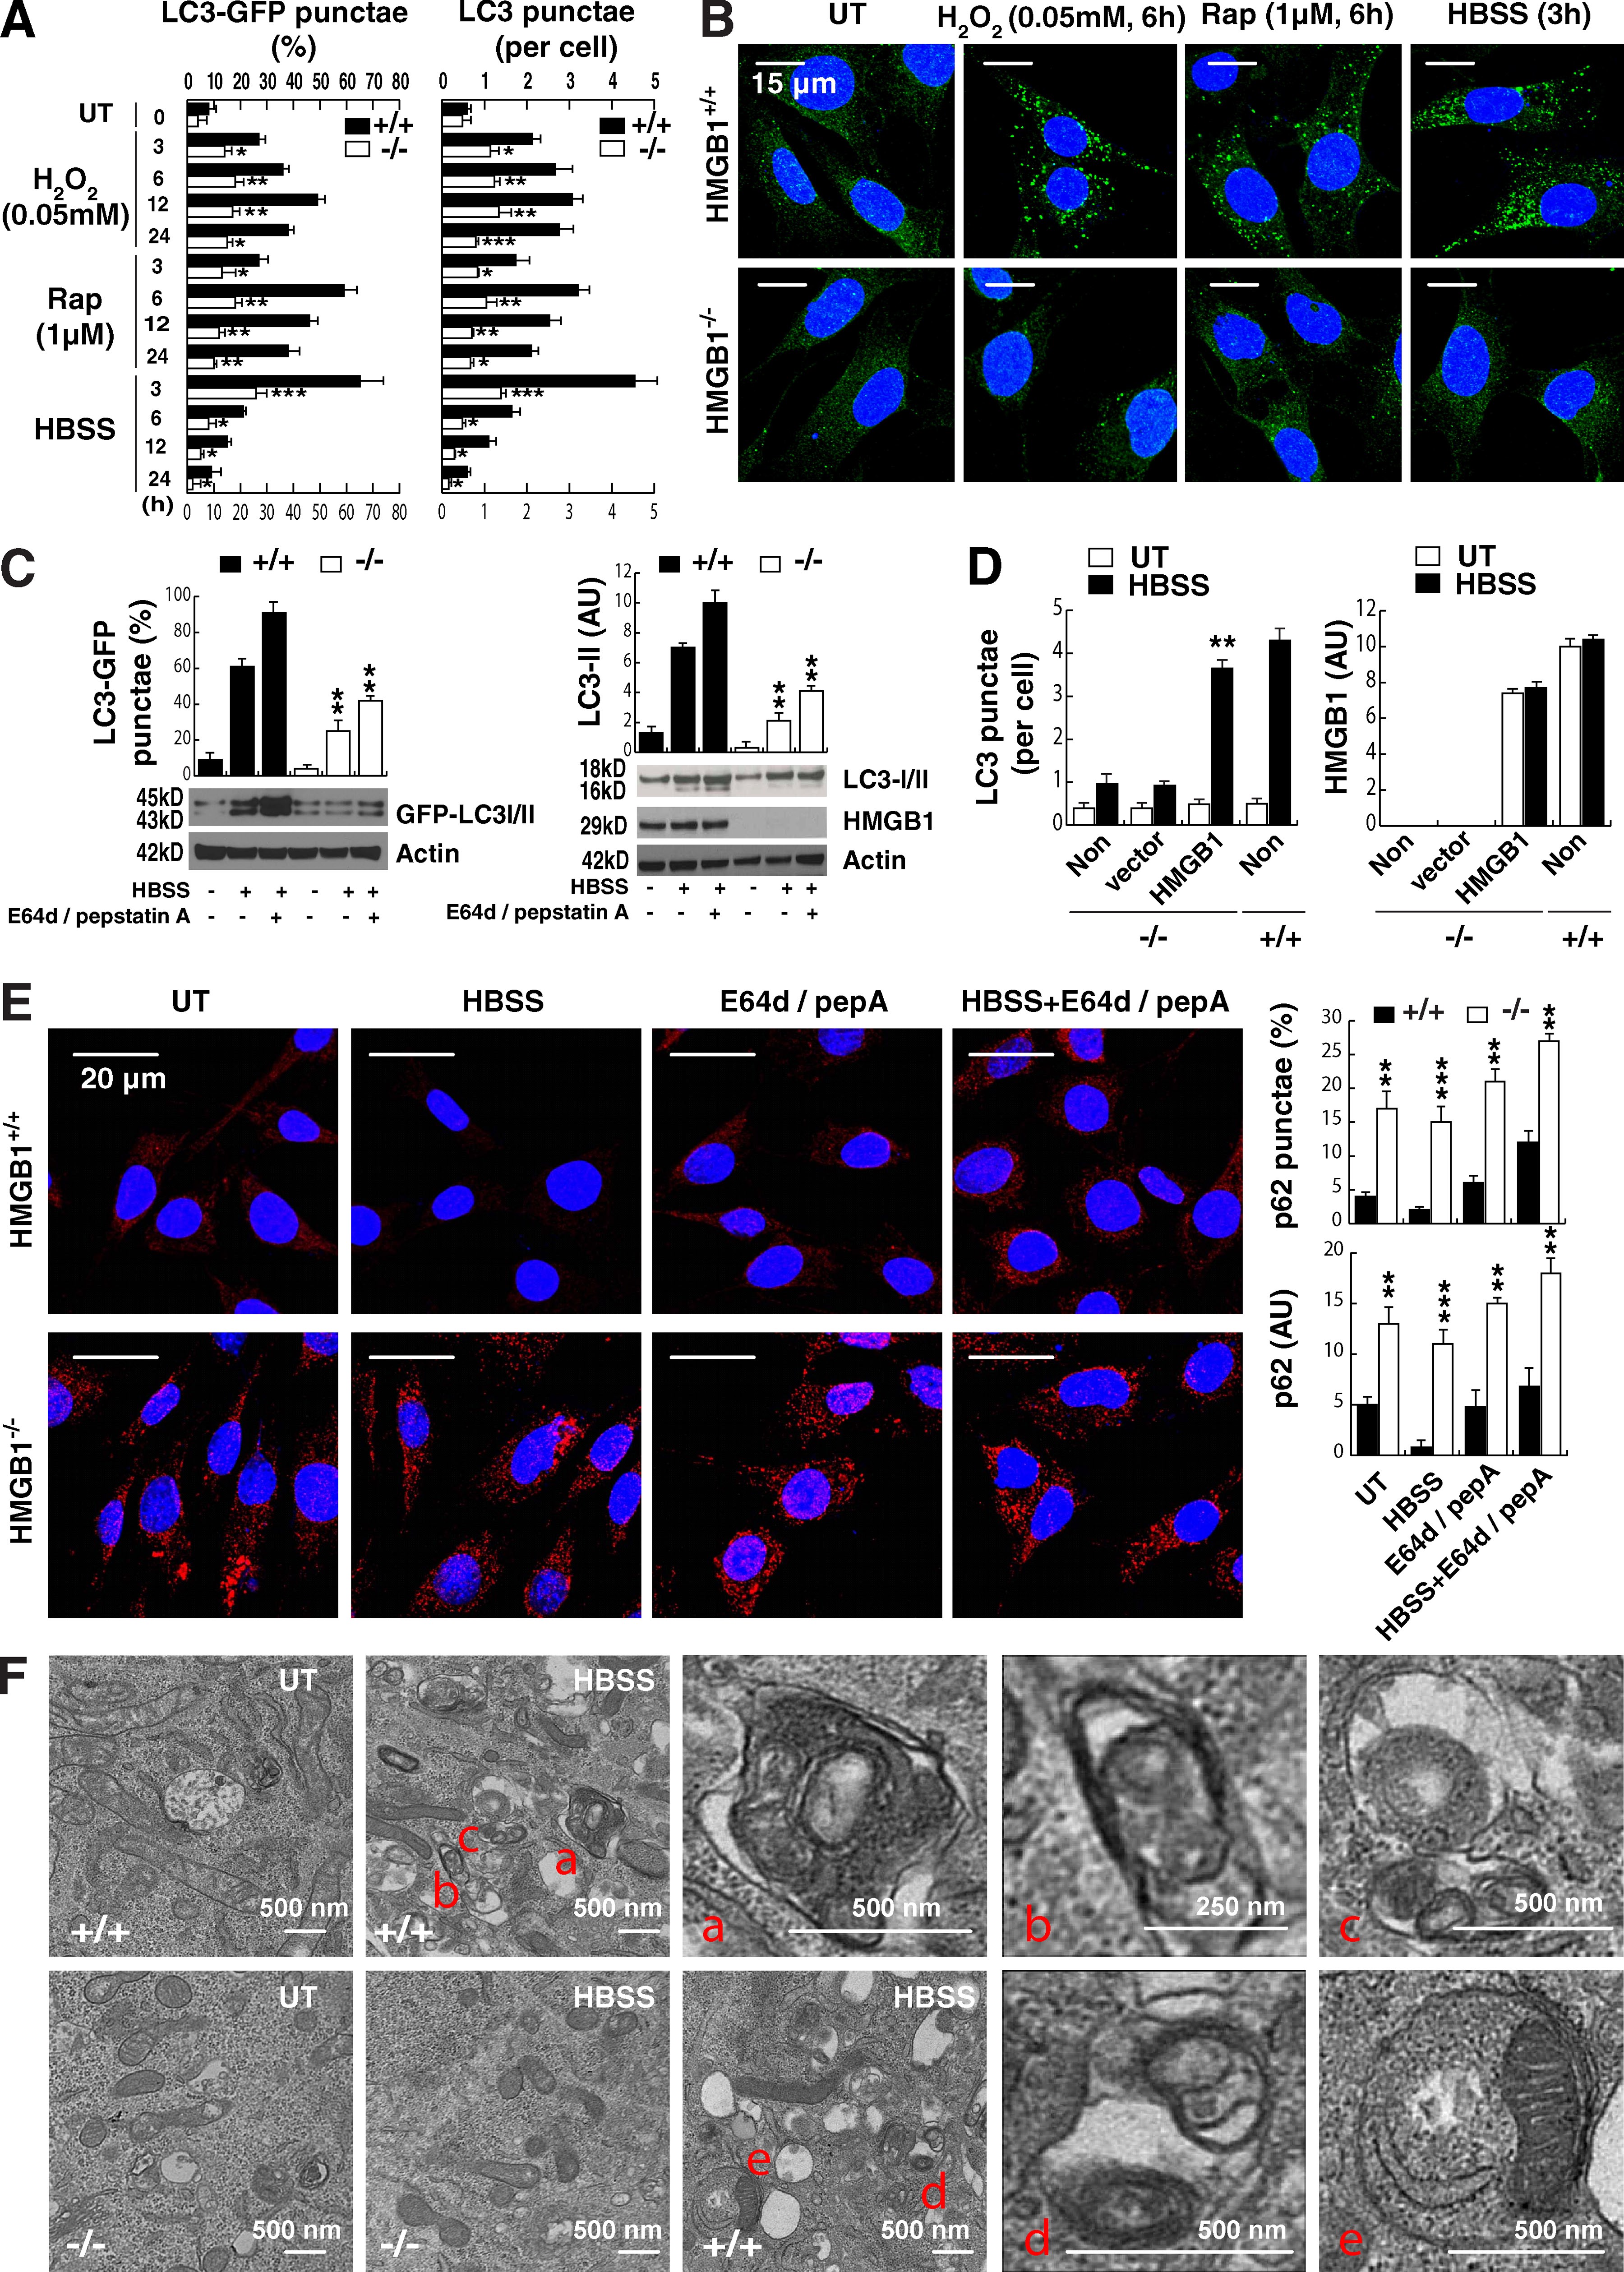 A
LC3-GFP punctae
(%)
LC3 punctae
(per cell)
0 10 20 30 40 50 60 70 80
0 1 2 3 4 5
+/+
-/-
+/+
-/-
UT
0
H2O2
(0.05mM)
3 * *
6 ** **
12 ** **
24 * ***
Rap
(1µM)
3 * *
6 ** **
12 ** **
24 ** *
HBSS
3 *** ***
6 * *
12 * *
24 * *
(h)
0 10 20 30 40 50 60 70 80
0 1 2 3 4 5
B
UT
H2O2 (0.05mM, 6h)
Rap (1µM, 6h)
HBSS (3h)
15 µm
HMGB1+/+
HMGB1-/-
C
+/+ -/-
LC3-GFP
punctae (%)
100
80
60
40
20
0
** **
45kD
43kD
GFP-LC3I/II
42kD
Actin
HBSS - + + - + +
E64d / pepstatin A - - + - - +
+/+ -/-
LC3-II (AU)
12
10
8
6
4
2
0
** **
18kD
16kD
LC3-I/II
29kD
HMGB1
42kD
Actin
HBSS - + + - + +
E64d / pepstatin A - - + - - +
D
UT
HBSS
LC3 punctae
(per cell)
5
4
3
2
1
0
**
Non
vector
HMGB1
Non
-/-
+/+
UT
HBSS
HMGB1 (AU)
12
10
8
6
4
2
0
Non
vector
HMGB1
Non
-/-
+/+
E
UT
HBSS
E64d / pepA
HBSS+E64d / pepA
20 µm
HMGB1+/+
HMGB1-/-
+/+ -/-
p62 punctae (%)
30
25
20
15
10
5
0
** *** ** **
p62 (AU)
20
15
10
5
0
** *** ** **
UT
HBSS
E64d / pepA
HBSS+E64d / pepA
F
UT
500 nm
+/+
HBSS
c
a
b
500 nm
+/+
500 nm
a
250 nm
b
500 nm
c
UT
500 nm
-/-
HBSS
500 nm
-/-
HBSS
e
d
500 nm
+/+
500 nm
d
500 nm
e